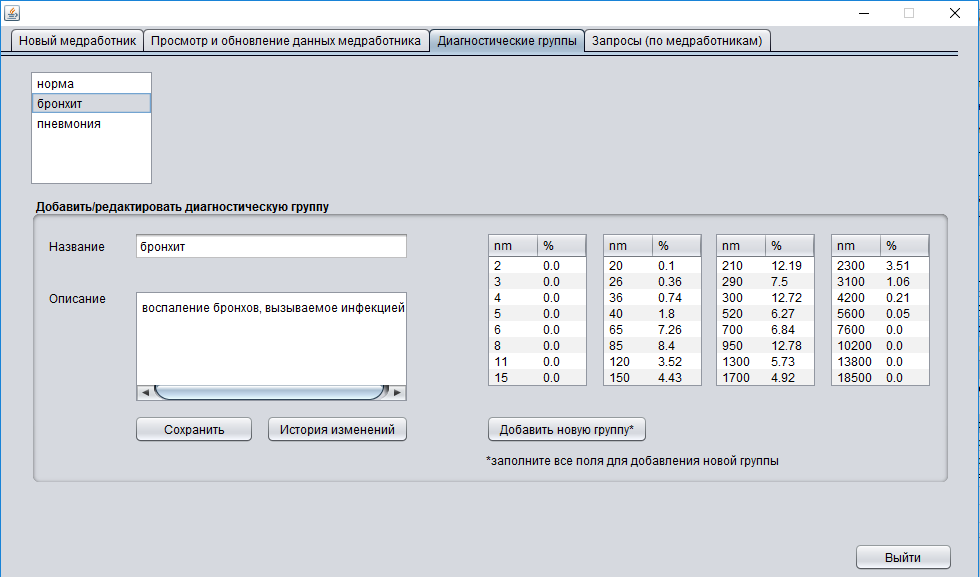 Новый медработник Просмотр и обновление данных медработника Диагностические группы Запросы (по медработникам)
норма
бронхит
пневмония
Добавить/редактировать диагностическую группу
Название бронхит
Описание воспаление бронхов, вызываемое инфекцией
Сохранить История изменений
nm % nm % nm % nm %
2 0.0 20 0.1 210 12.19 2300 3.51
3 0.0 26 0.36 290 7.5 3100 1.06
4 0.0 36 0.74 300 12.72 4200 0.21
5 0.0 40 1.8 520 6.27 5600 0.05
6 0.0 65 7.26 700 6.84 7600 0.0
8 0.0 85 8.4 950 12.78 10200 0.0
11 0.0 120 3.52 1300 5.73 13800 0.0
15 0.0 150 4.43 1700 4.92 18500 0.0
Добавить новую группу*
*заполните все поля для добавления новой группы
Выйти